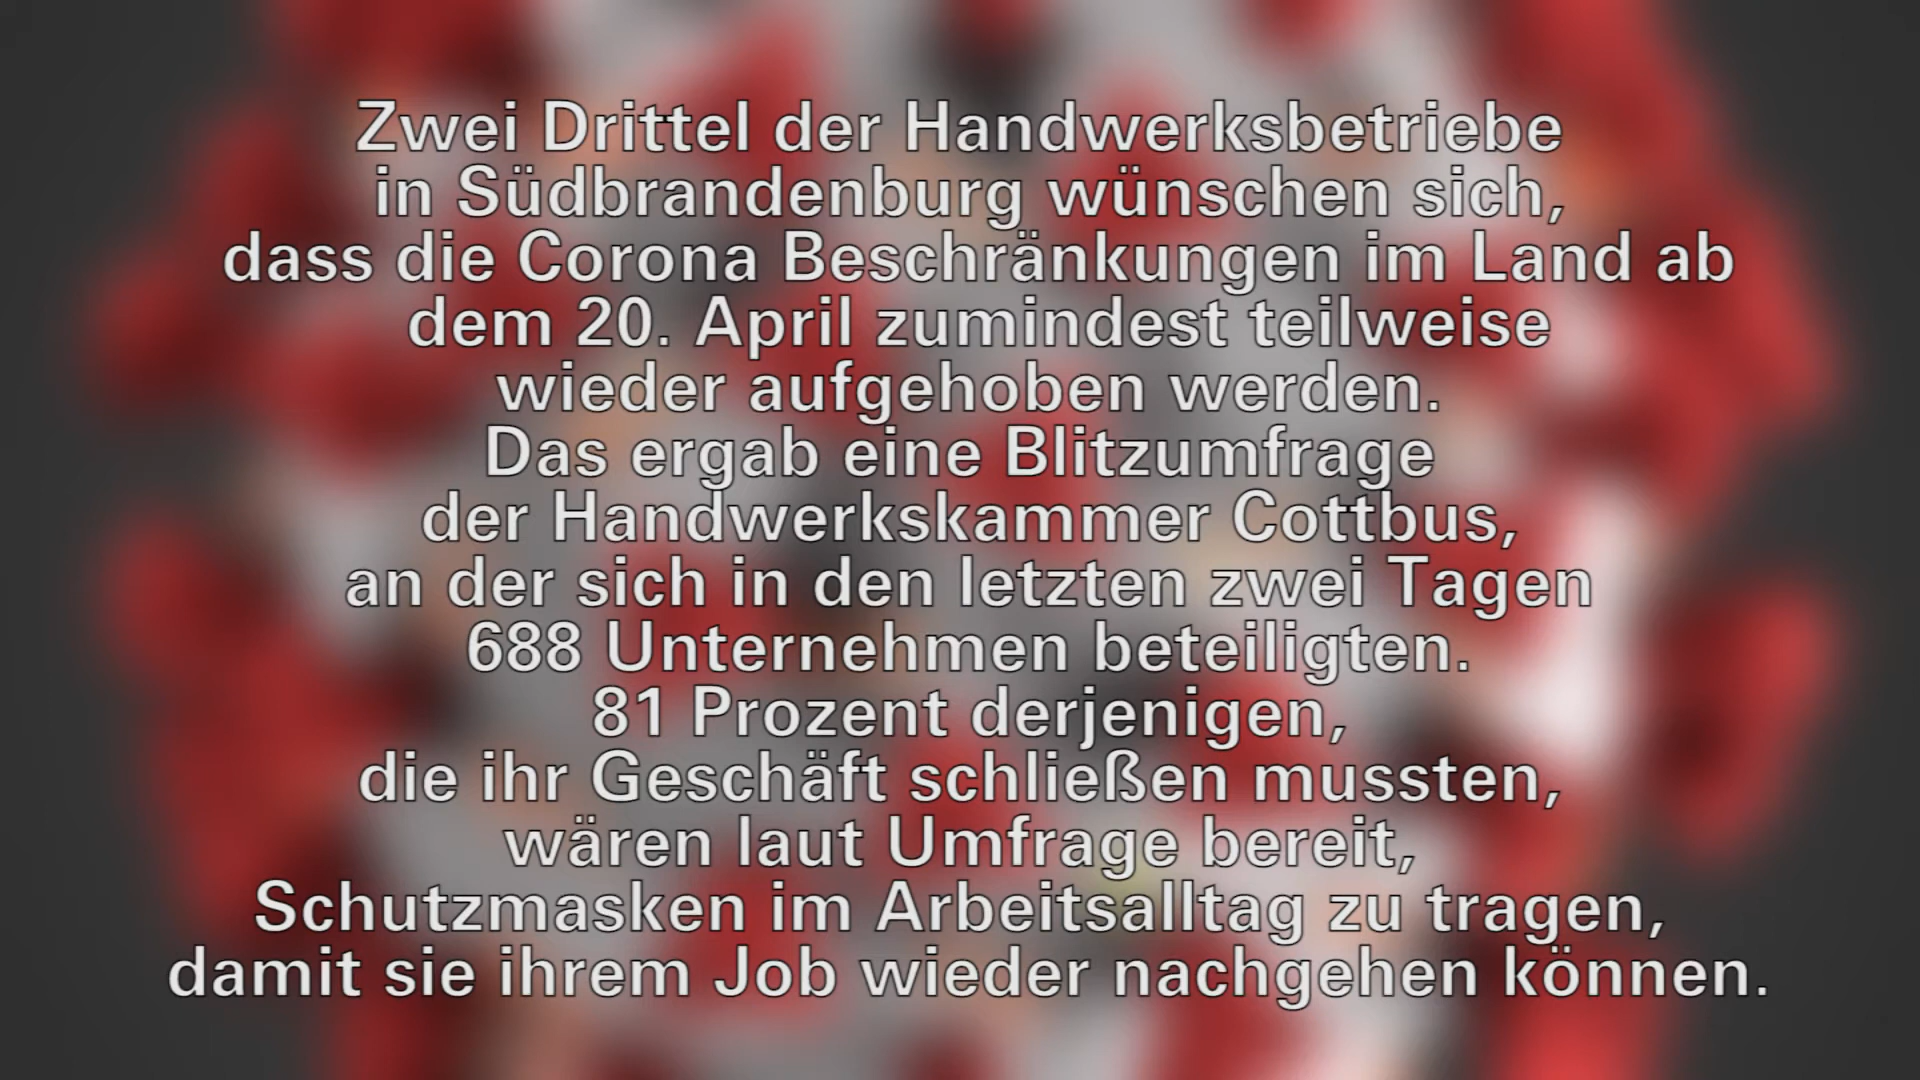 Zwei Drittel der Handwerksbetriebe
in Südbrandenburg wünschen sich,
dass die Corona Beschränkungen im Land ab
dem 20. April zumindest teilweise
wieder aufgehoben werden.
Das ergab eine Blitzumfrage
der Handwerkskammer Cottbus,
an der sich in den letzten zwei Tagen
688 Unternehmen beteiligten.
81 Prozent derjenigen,
die ihr Geschäft schließen mussten,
wären laut Umfrage bereit,
Schutzmasken im Arbeitsalltag zu tragen,
damit sie ihrem Job wieder nachgehen können.